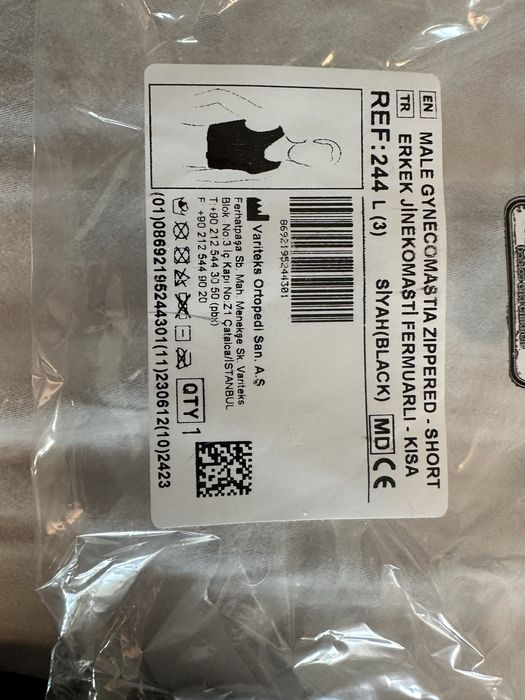 EN MALE GYNECOMASTIA ZIPPERED - SHORT
TR ERKEK JİNEKOMASTİ FERMUARLI - KISA
REF: 244 L (3) SİYAH(BLACK) MD CE
8692195244301
Varıteks Ortopedi San. A.Ş
Ferhatpaşa Sb. Mah. Menekşe Sk. Variteks
Blok No:3 İç Kapı No:Z1 Çatalca/İSTANBUL
T:+90 212 544 30 50 (pbx)
F: +90 212 544 90 20
QTY 1
(01)08692195244301(11)230612(10)2423